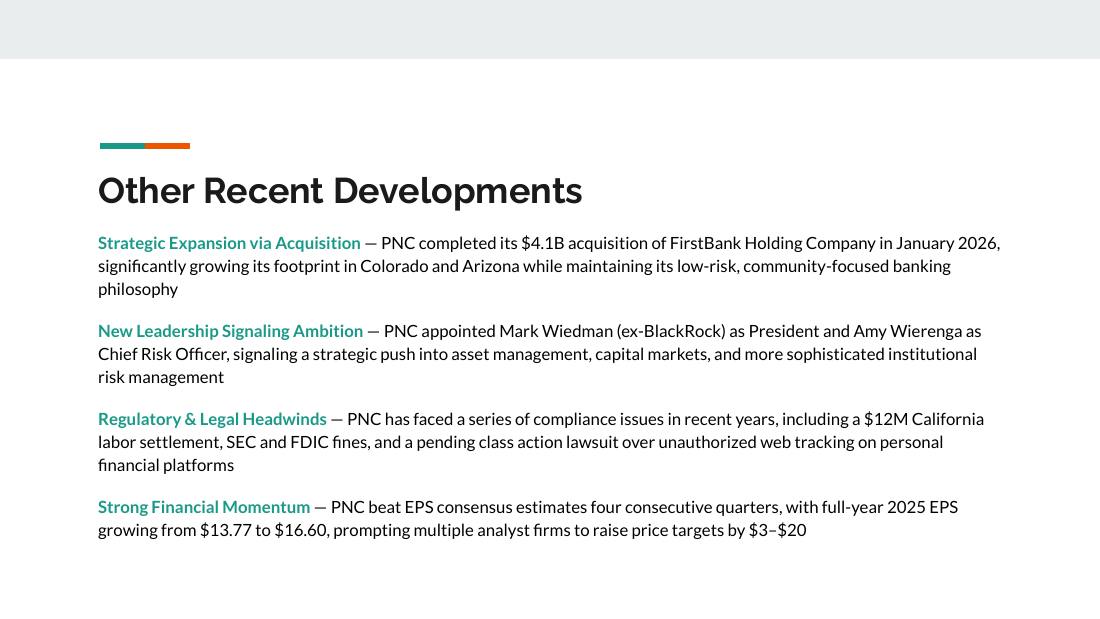 Other Recent Developments
Strategic Expansion via Acquisition — PNC completed its $4.1B acquisition of FirstBank Holding Company in January 2026,
significantly growing its footprint in Colorado and Arizona while maintaining its low-risk, community-focused banking
philosophy
New Leadership Signaling Ambition — PNC appointed Mark Wiedman (ex-BlackRock) as President and Amy Wierenga as
Chief Risk Officer, signaling a strategic push into asset management, capital markets, and more sophisticated institutional
risk management
Regulatory & Legal Headwinds — PNC has faced a series of compliance issues in recent years, including a $12M California
labor settlement, SEC and FDIC fines, and a pending class action lawsuit over unauthorized web tracking on personal
financial platforms
Strong Financial Momentum — PNC beat EPS consensus estimates four consecutive quarters, with full-year 2025 EPS
growing from $13.77 to $16.60, prompting multiple analyst firms to raise price targets by $3–$20